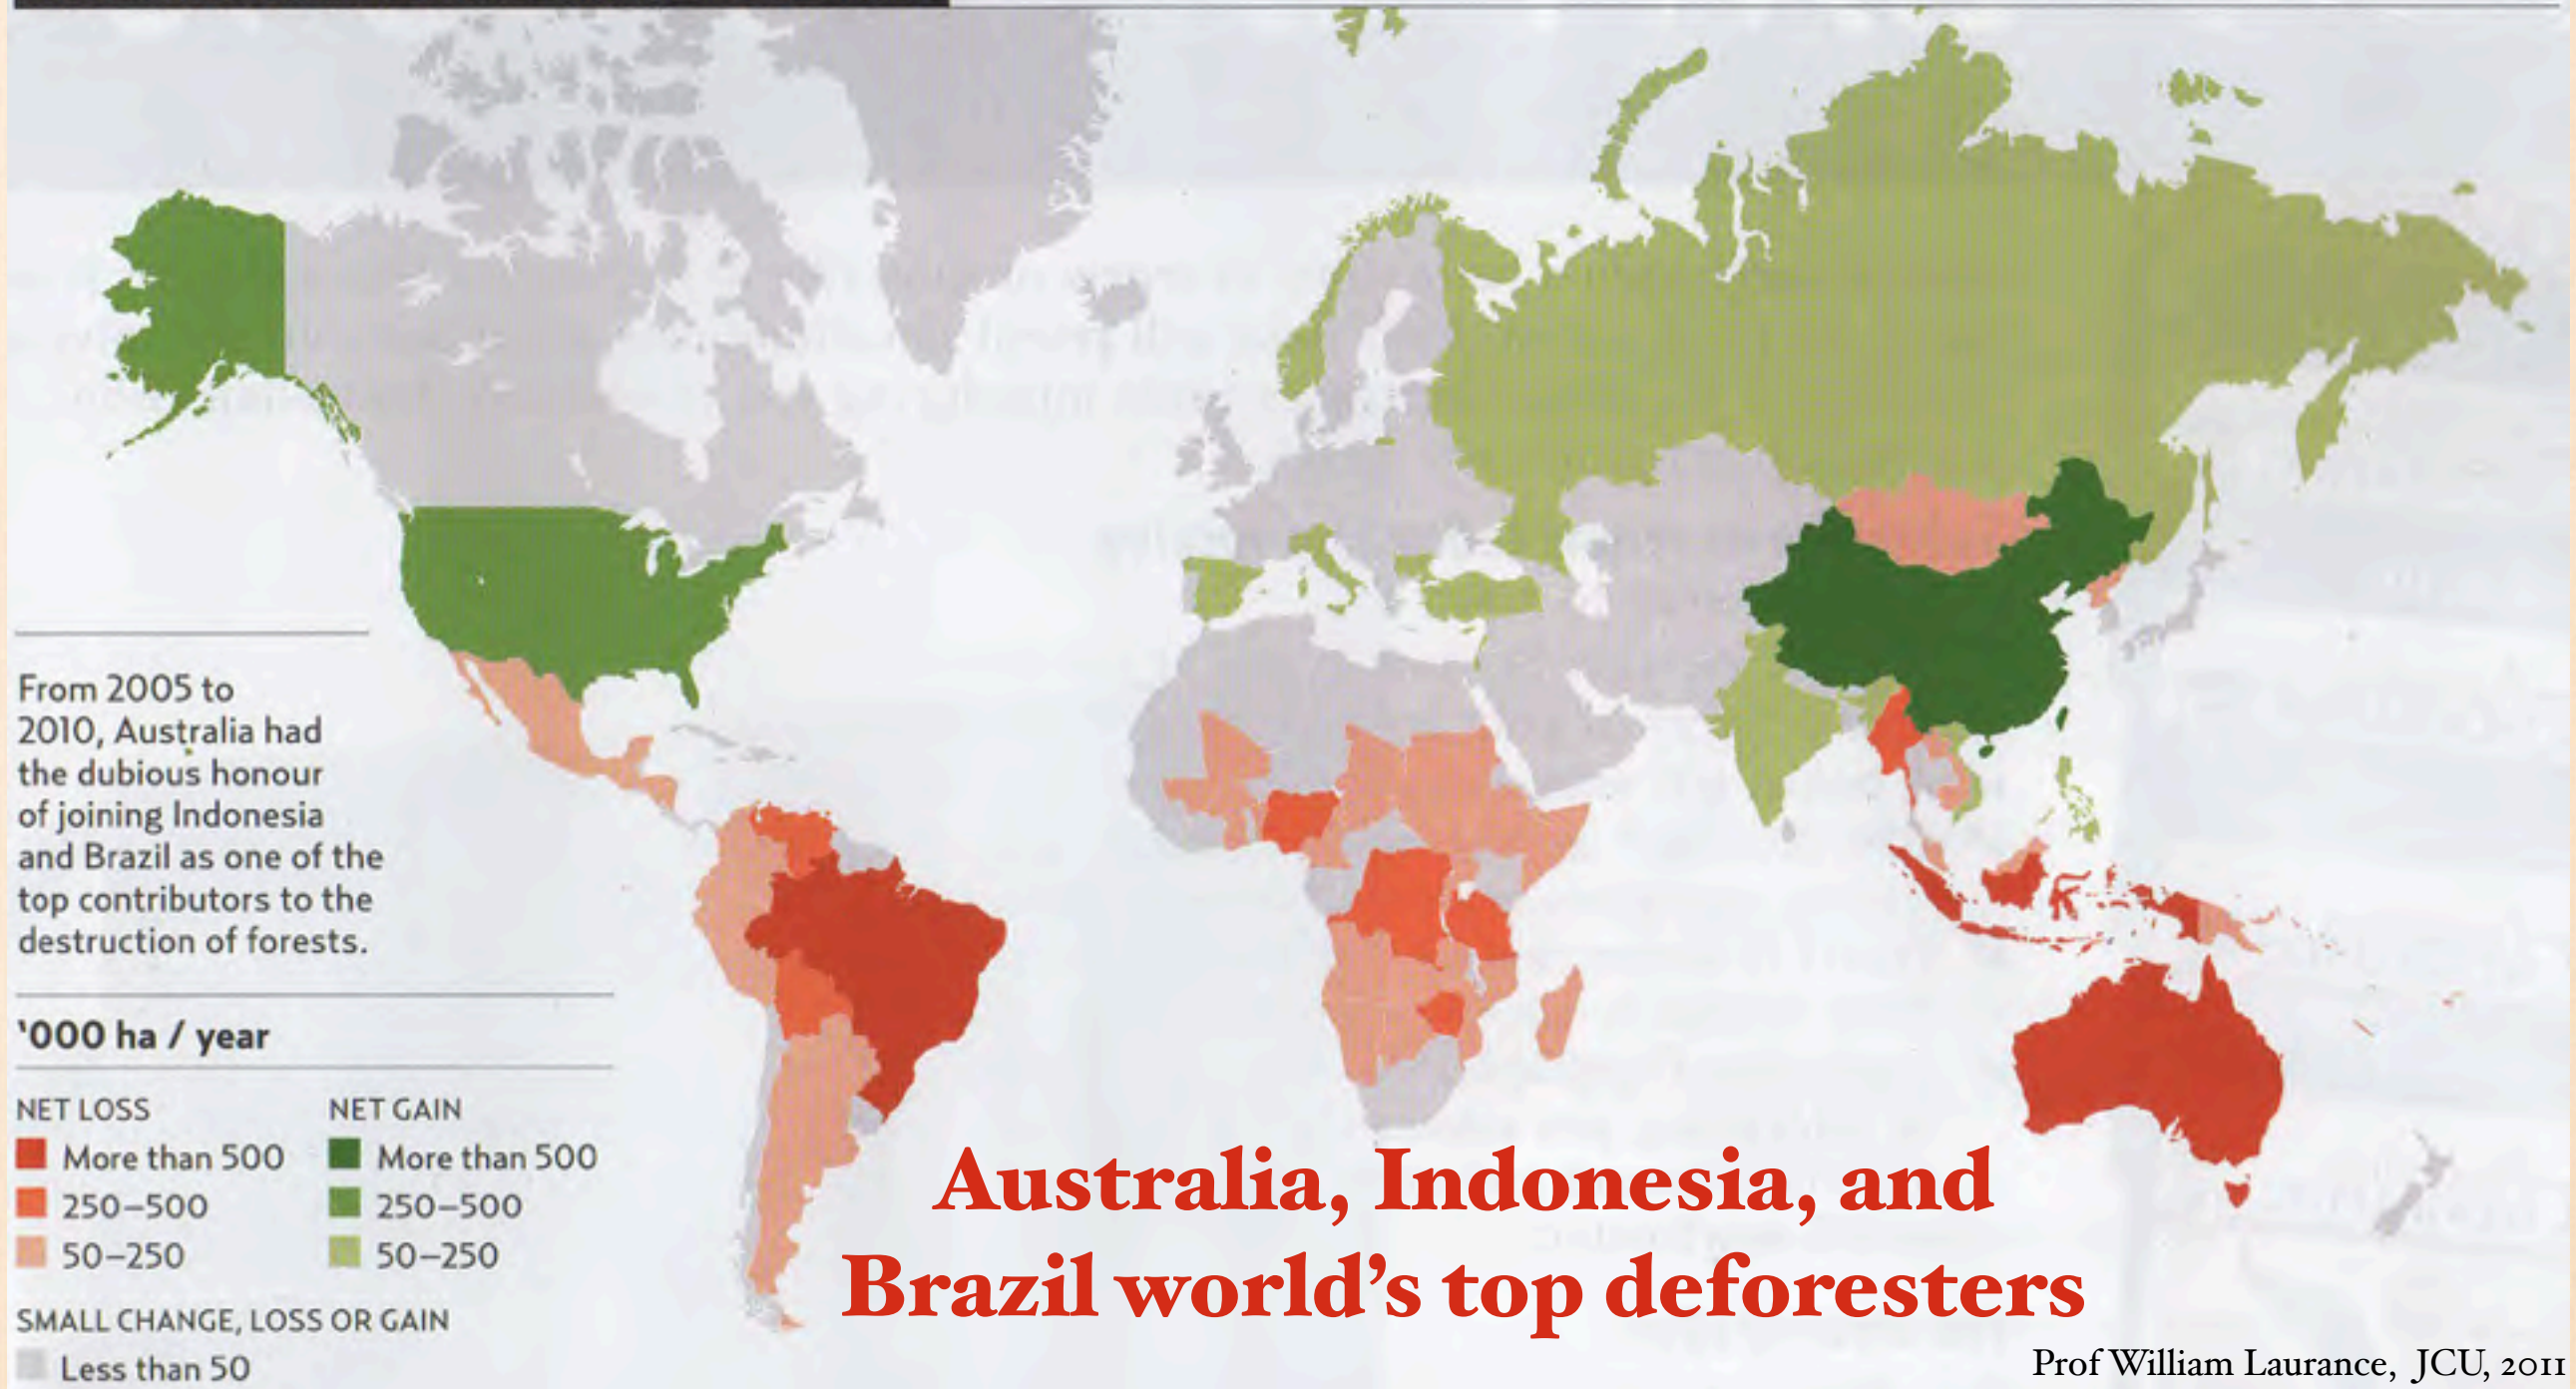 From 2005 to
2010, Australia had
the dubious honour
of joining Indonesia
and Brazil as one of the
top contributors to the
destruction of forests.
'000 ha / year
NET LOSS
NET GAIN
More than 500
More than 500
250–500
250–500
50–250
50–250
SMALL CHANGE, LOSS OR GAIN
Less than 50
Australia, Indonesia, and
Brazil world's top deforesters
Prof William Laurance, JCU, 2011